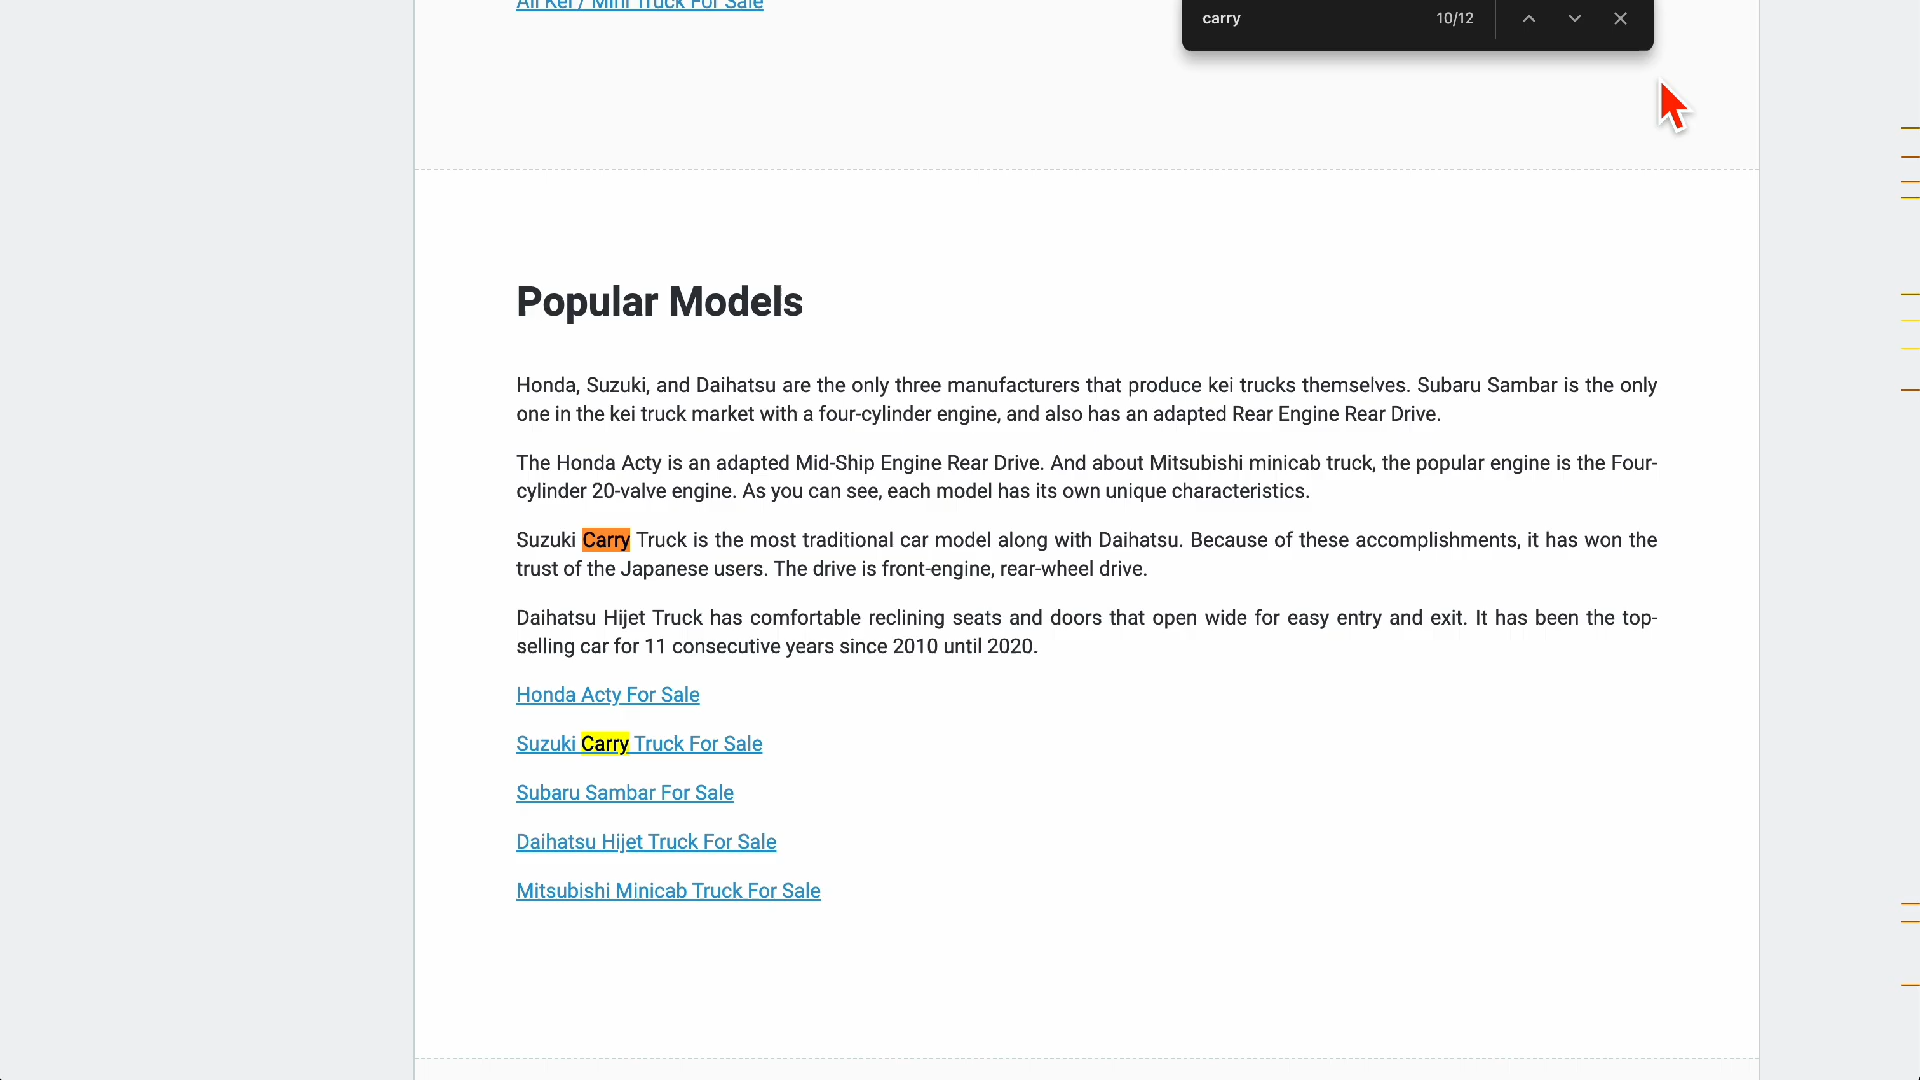 All Kei / Mini Truck For Sale
carry 10/12
Popular Models
Honda, Suzuki, and Daihatsu are the only three manufacturers that produce kei trucks themselves. Subaru Sambar is the only
one in the kei truck market with a four-cylinder engine, and also has an adapted Rear Engine Rear Drive.
The Honda Acty is an adapted Mid-Ship Engine Rear Drive. And about Mitsubishi minicab truck, the popular engine is the Four-
cylinder 20-valve engine. As you can see, each model has its own unique characteristics.
Suzuki Carry Truck is the most traditional car model along with Daihatsu. Because of these accomplishments, it has won the
trust of the Japanese users. The drive is front-engine, rear-wheel drive.
Daihatsu Hijet Truck has comfortable reclining seats and doors that open wide for easy entry and exit. It has been the top-
selling car for 11 consecutive years since 2010 until 2020.
Honda Acty For Sale
Suzuki Carry Truck For Sale
Subaru Sambar For Sale
Daihatsu Hijet Truck For Sale
Mitsubishi Minicab Truck For Sale